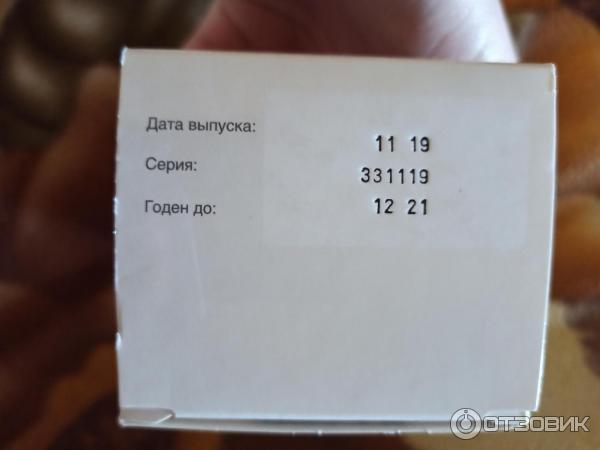 Дата выпуска: 11 19
Серия: 331119
Годен до: 12 21
ОТЗОВИК